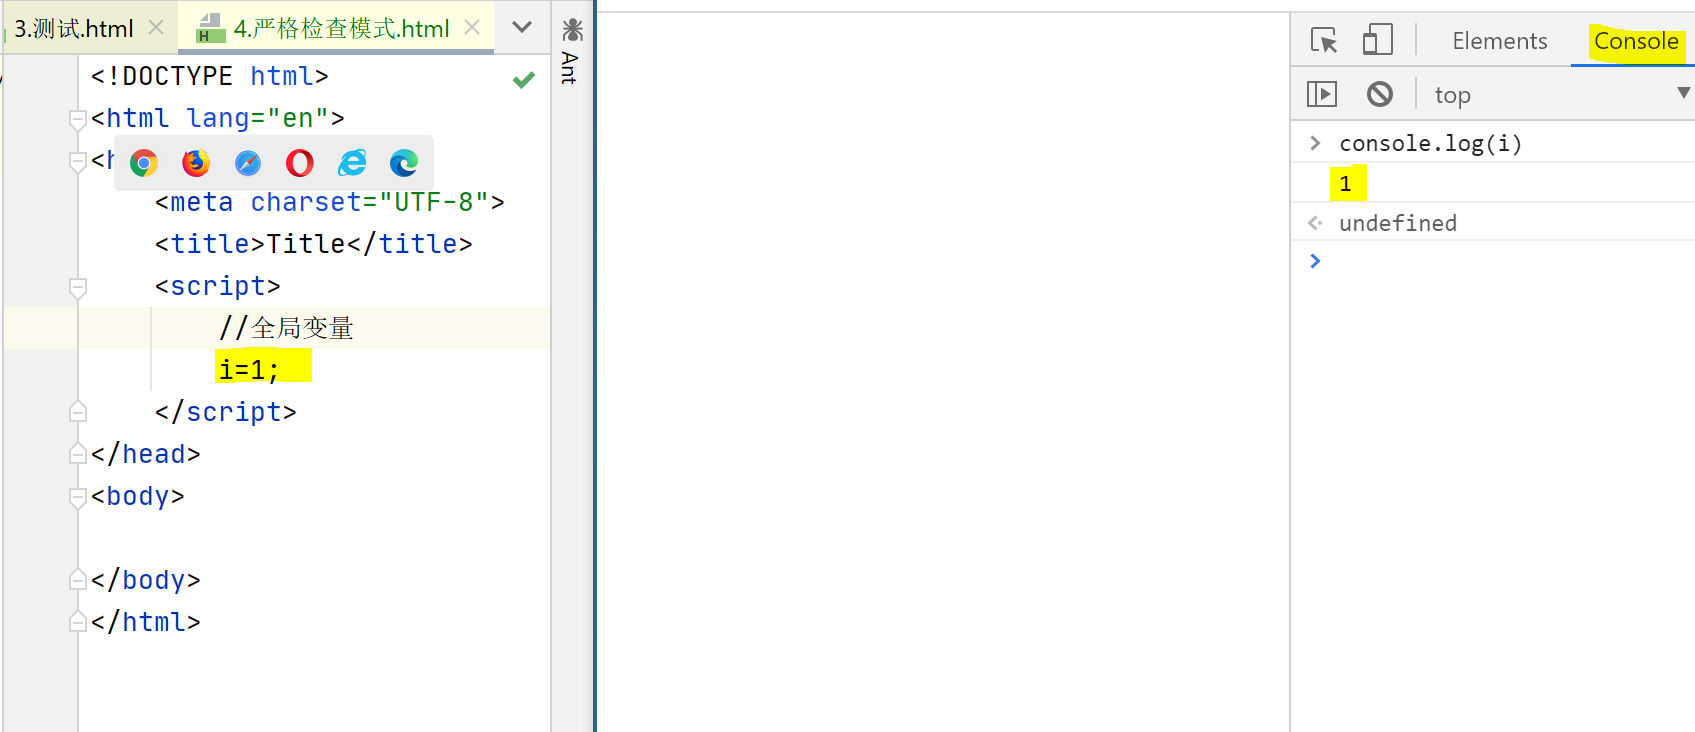 3.测试.html
4.严格检查模式.html
Ant
<!DOCTYPE html>
<html lang="en">
<h
<meta charset="UTF-8">
<title>Title</title>
<script>
//全局变量
i=1;
</script>
</head>
<body>
</body>
</html>
Elements Console
top
console.log(i)
1
undefined